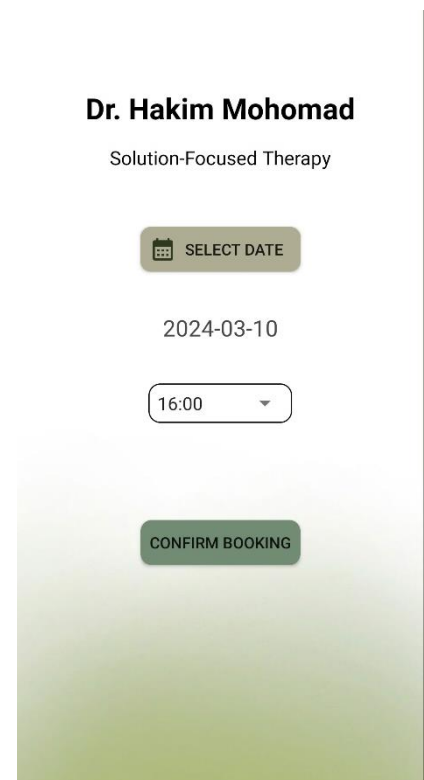 Dr. Hakim Mohomad
Solution-Focused Therapy
SELECT DATE
2024-03-10
16:00
CONFIRM BOOKING